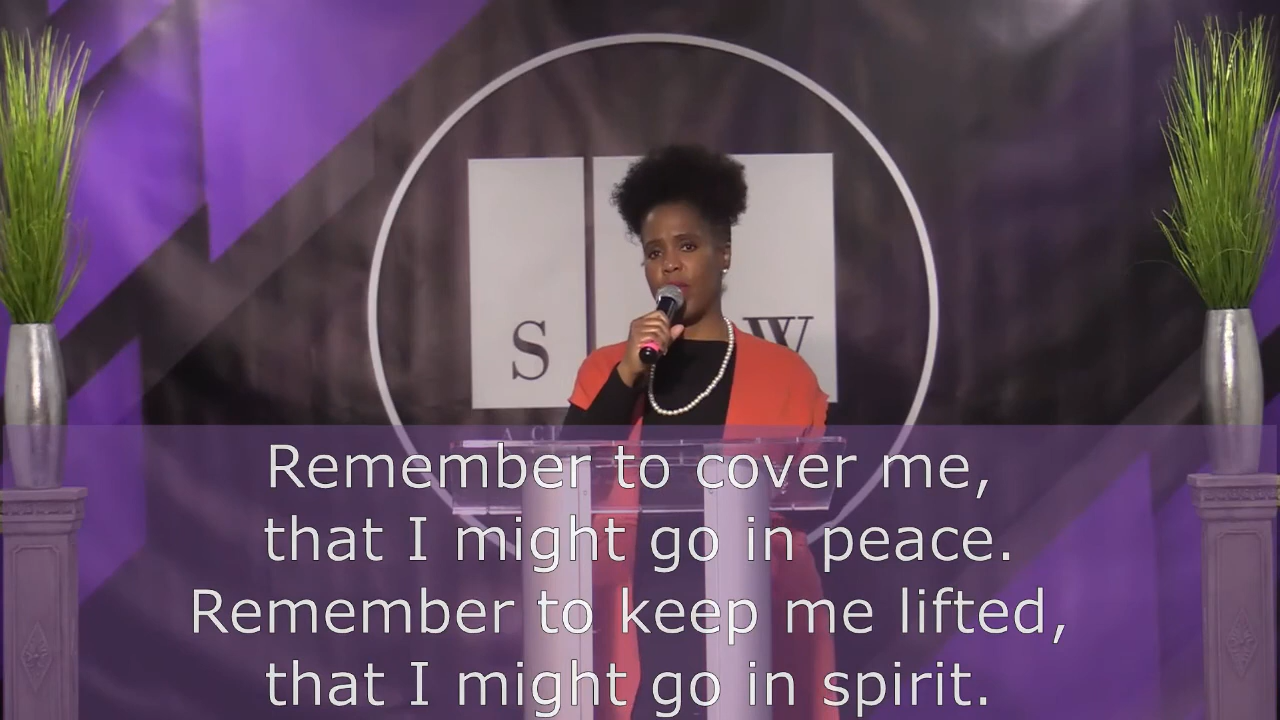 S W
A CI
Remember to cover me,
that I might go in peace.
Remember to keep me lifted,
that I might go in spirit.